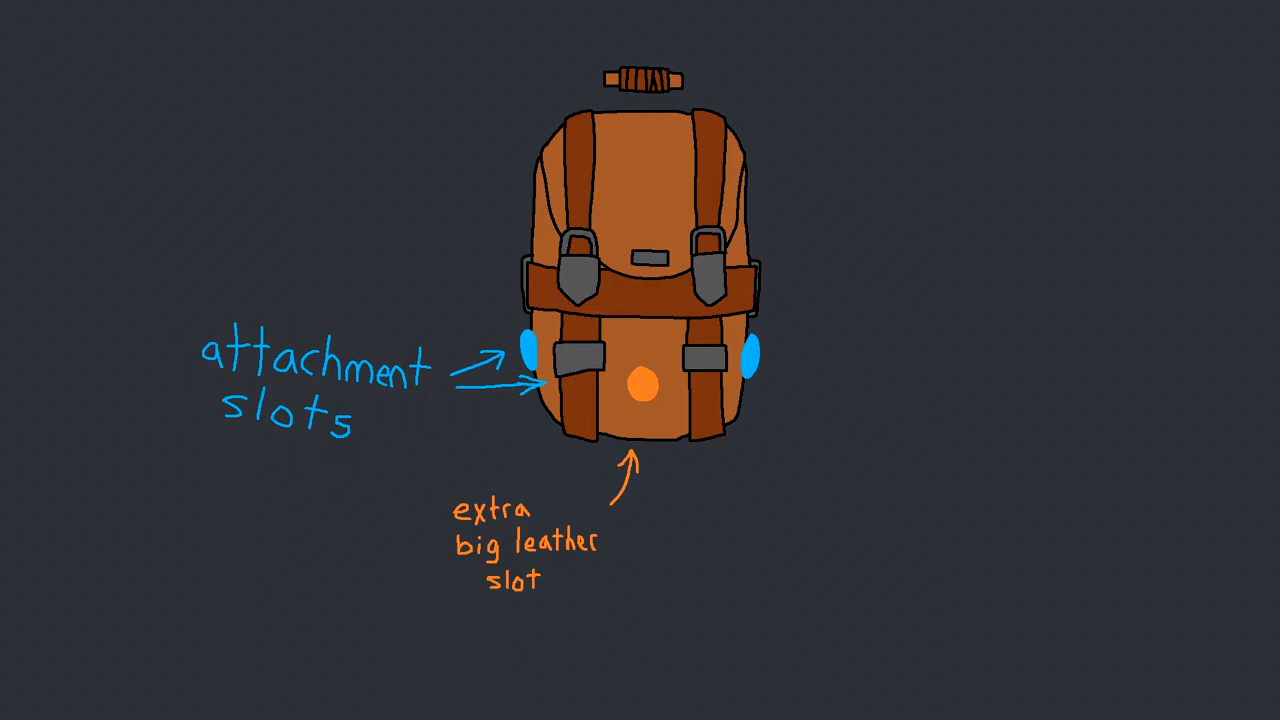 attachment
slots
extra
big leather
slot